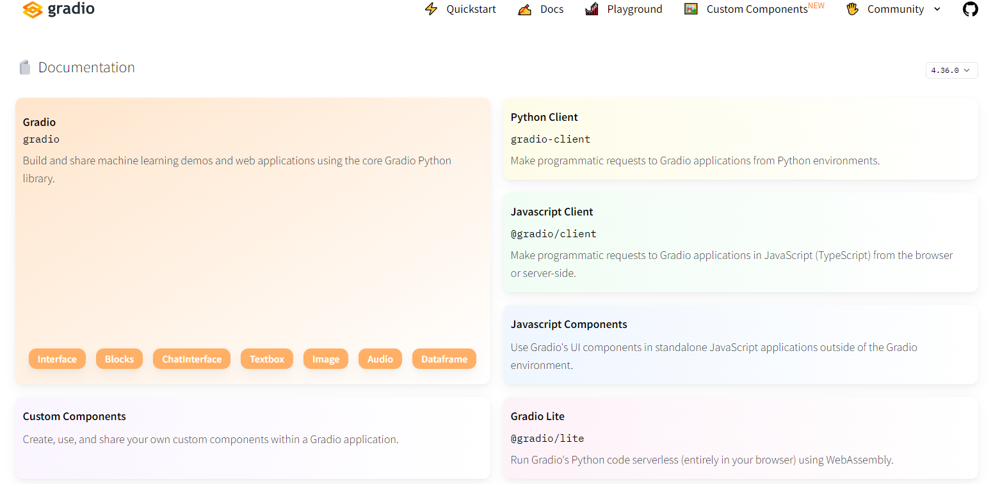 gradio
Quickstart
Docs
Playground
Custom Components NEW
Community
Documentation
4.36.0
Gradio
gradio
Build and share machine learning demos and web applications using the core Gradio Python
library.
Interface
Blocks
ChatInterface
Textbox
Image
Audio
Dataframe
Python Client
gradio-client
Make programmatic requests to Gradio applications from Python environments.
Javascript Client
@gradio/client
Make programmatic requests to Gradio applications in JavaScript (TypeScript) from the browser
or server-side.
Javascript Components
Use Gradio's UI components in standalone JavaScript applications outside of the Gradio
environment.
Custom Components
Create, use, and share your own custom components within a Gradio application.
Gradio Lite
@gradio/lite
Run Gradio's Python code serverless (entirely in your browser) using WebAssembly.